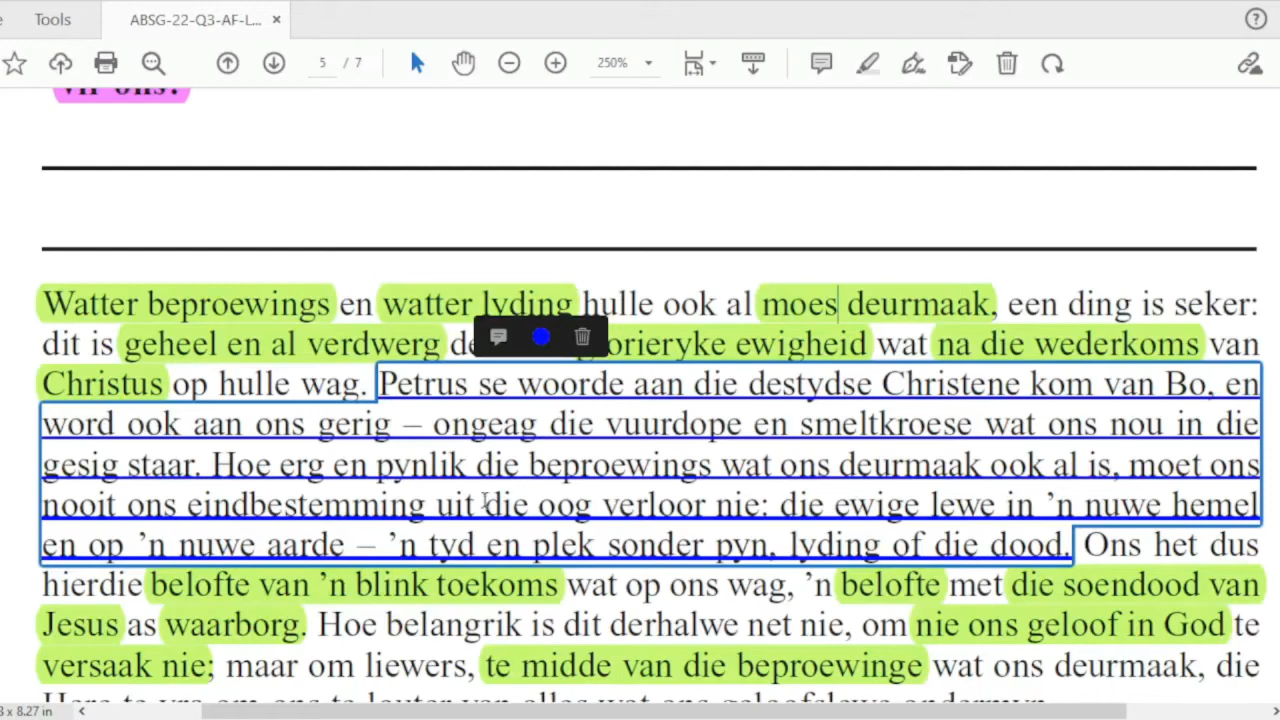 Tools
ABSG-22-Q3-AF-L... ×
5 / 7
250%
vir ons?
Watter beproewings en watter lyding hulle ook al moes deurmaak, een ding is seker:
dit is geheel en al verdwerg orieryke ewigheid wat na die wederkoms van
Christus op hulle wag. Petrus se woorde aan die destydse Christene kom van Bo, en
word ook aan ons gerig – ongeag die vuurdope en smeltkroese wat ons nou in die
gesig staar. Hoe erg en pynlik die beproewings wat ons deurmaak ook al is, moet ons
nooit ons eindbestemming uit die oog verloor nie: die ewige lewe in ’n nuwe hemel
en op ’n nuwe aarde – ’n tyd en plek sonder pyn, lyding of die dood. Ons het dus
hierdie belofte van ’n blink toekoms wat op ons wag, ’n belofte met die soendood van
Jesus as waarborg. Hoe belangrik is dit derhalwe net nie, om nie ons geloof in God te
versaak nie; maar om liewers, te midde van die beproewinge wat ons deurmaak, die
x 8.27 in